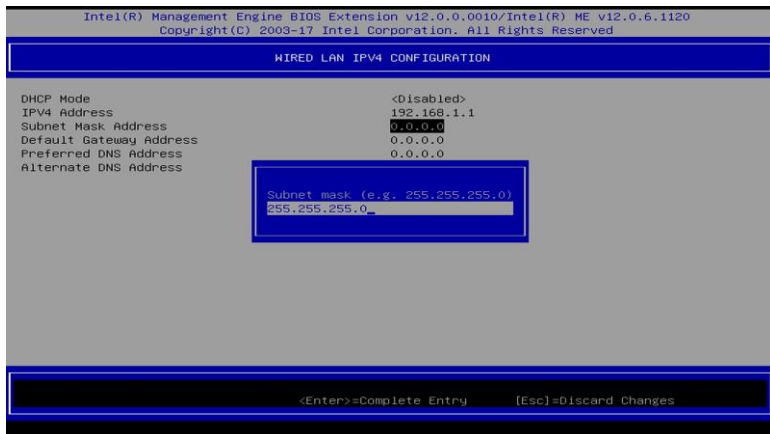 Intel(R) Management Engine BIOS Extension v12.0.0.0010/Intel(R) ME v12.0.6.1120
Copyright(C) 2003-17 Intel Corporation. All Rights Reserved
WIRED LAN IPV4 CONFIGURATION
DHCP Mode <Disabled>
IPV4 Address 192.168.1.1
Subnet Mask Address 0.0.0.0
Default Gateway Address 0.0.0.0
Preferred DNS Address 0.0.0.0
Alternate DNS Address
Subnet mask (e.g. 255.255.255.0)
255.255.255.0_
<Enter>=Complete Entry [Esc]=Discard Changes